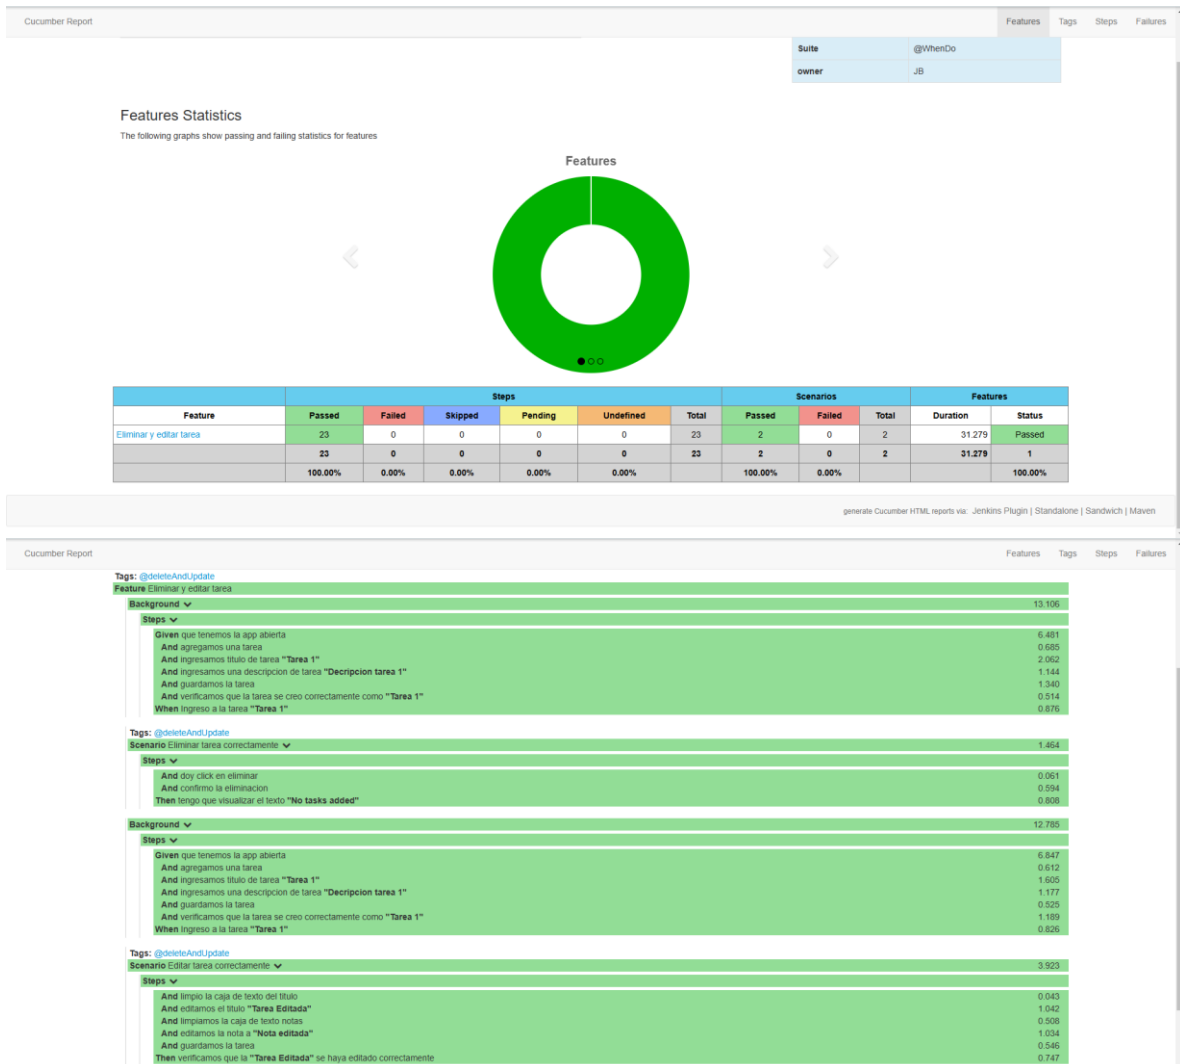 Cucumber Report Features Tags Steps Failures
Suite @WhenDo
owner JB
Features Statistics
The following graphs show passing and failing statistics for features
Features
Steps Scenarios Features
Feature Passed Failed Skipped Pending Undefined Total Passed Failed Total Duration Status
Eliminar y editar tarea 23 0 0 0 0 23 2 0 2 31.279 Passed
23 0 0 0 0 23 2 0 2 31.279 1
100.00% 0.00% 0.00% 0.00% 0.00% 100.00% 0.00% 100.00%
generate Cucumber HTML reports via: Jenkins Plugin | Standalone | Sandwich | Maven
Cucumber Report Features Tags Steps Failures
Tags: @deleteAndUpdate
Feature Eliminar y editar tarea
Background 13.106
Steps
Given que tenemos la app abierta 6.481
And agregamos una tarea 0.685
And ingresamos titulo de tarea "Tarea 1" 2.062
And ingresamos una descripcion de tarea "Decripcion tarea 1" 1.144
And guardamos la tarea 1.340
And verificamos que la tarea se creo correctamente como "Tarea 1" 0.514
When Ingreso a la tarea "Tarea 1" 0.876
Tags: @deleteAndUpdate
Scenario Eliminar tarea correctamente 1.464
Steps
And doy click en eliminar 0.061
And confirmo la eliminacion 0.594
Then tengo que visualizar el texto "No tasks added" 0.808
Background 12.785
Steps
Given que tenemos la app abierta 6.847
And agregamos una tarea 0.612
And ingresamos titulo de tarea "Tarea 1" 1.605
And ingresamos una descripcion de tarea "Decripcion tarea 1" 1.177
And guardamos la tarea 0.525
And verificamos que la tarea se creo correctamente como "Tarea 1" 1.189
When Ingreso a la tarea "Tarea 1" 0.826
Tags: @deleteAndUpdate
Scenario Editar tarea correctamente 3.923
Steps
And limpio la caja de texto del titulo 0.043
And editamos el titulo "Tarea Editada" 1.042
And limpiamos la caja de texto notas 0.508
And editamos la nota a "Nota editada" 1.034
And guardamos la tarea 0.546
Then verificamos que la "Tarea Editada" se haya editado correctamente 0.747